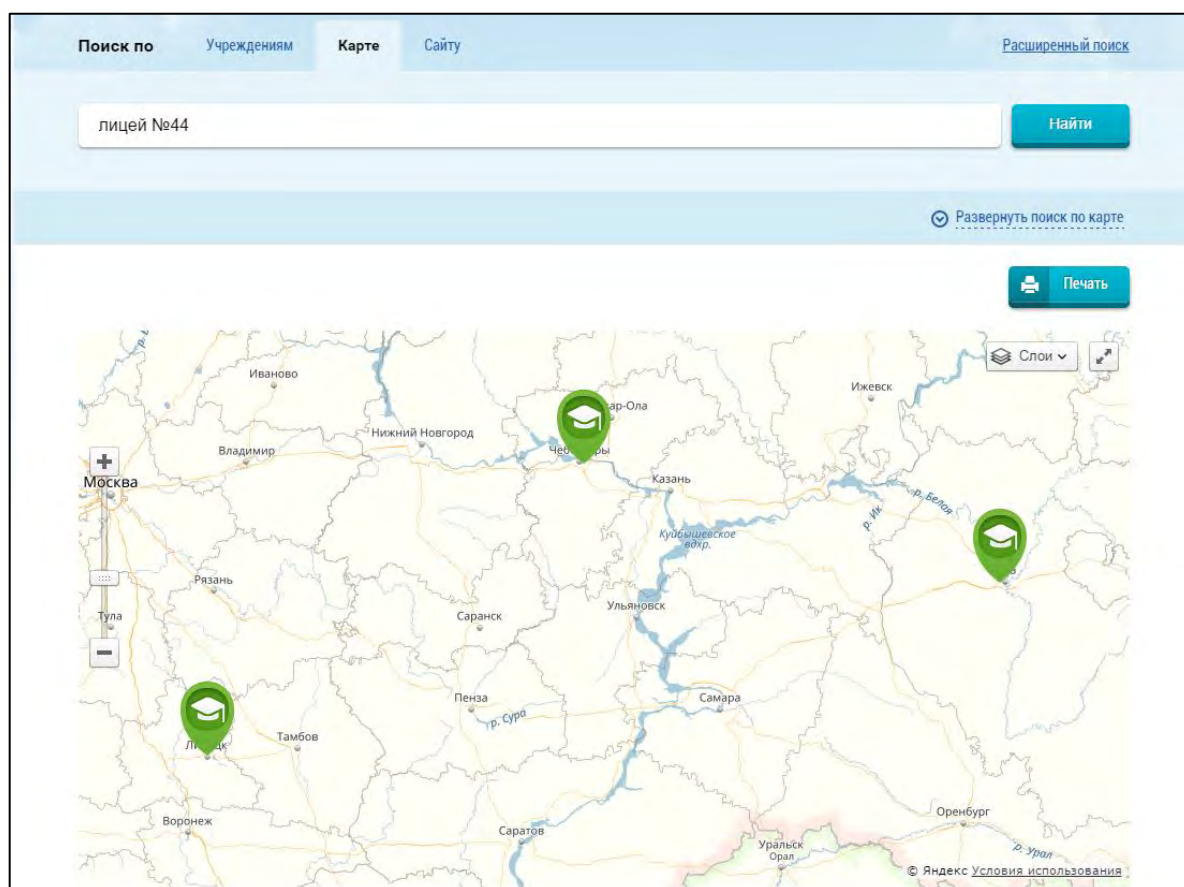 Поиск по Учреждениям Карте Сайту Расширенный поиск
лицей №44 Найти
Развернуть поиск по карте
Печать
Слои
Иваново
Ижевск
Нижний Новгород
Владимир
Москва
Казань
р. Белая
р. Ик
Куйбышевское
вдхр.
Рязань
Ульяновск
Тула
Саранск
Пенза
Самара
р. Сура
Тамбов
Воронеж
Саратов
Оренбург
Уральск
Орал
р. Урал
© Яндекс Условия использования